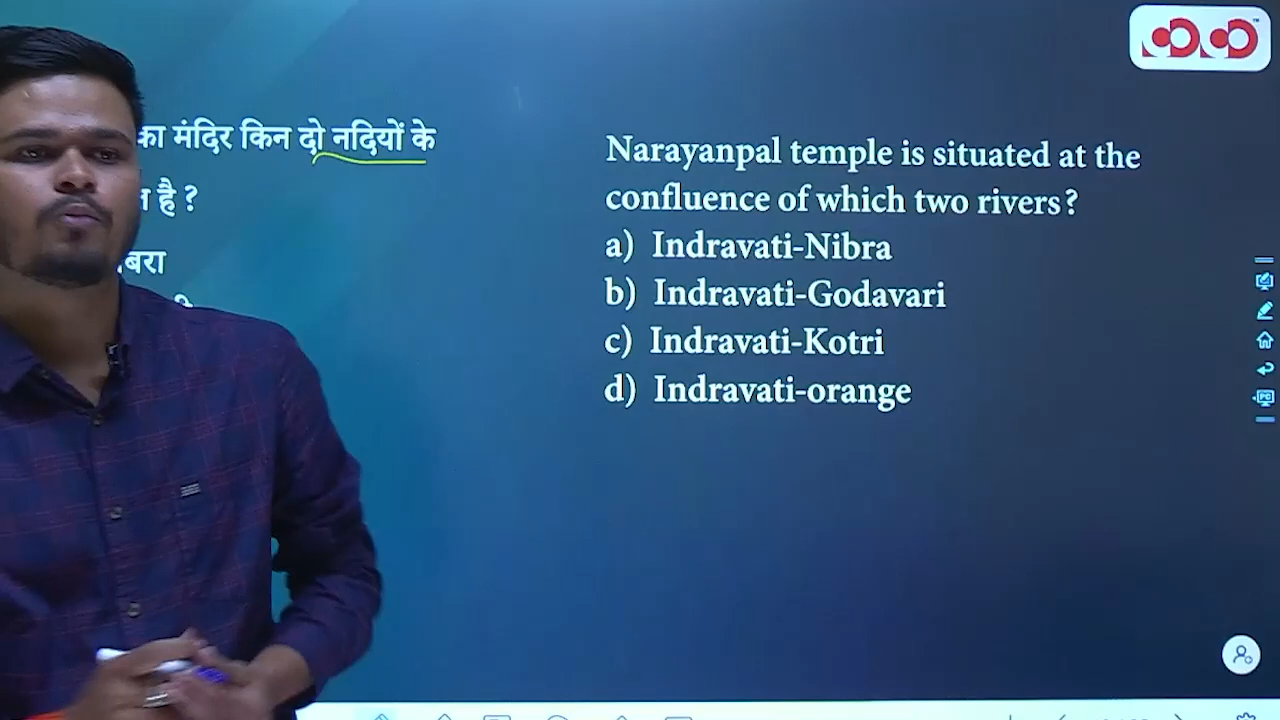 का मंदिर किन दो नदियों के
है ?
Narayanpal temple is situated at the
confluence of which two rivers?
a) Indravati-Nibra
b) Indravati-Godavari
c) Indravati-Kotri
d) Indravati-orange